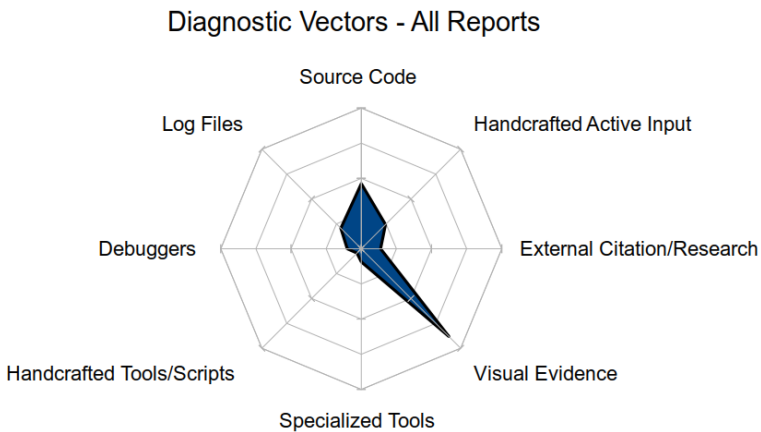 Diagnostic Vectors - All Reports
Source Code
Log Files
Handcrafted Active Input
Debuggers
External Citation/Research
Handcrafted Tools/Scripts
Visual Evidence
Specialized Tools